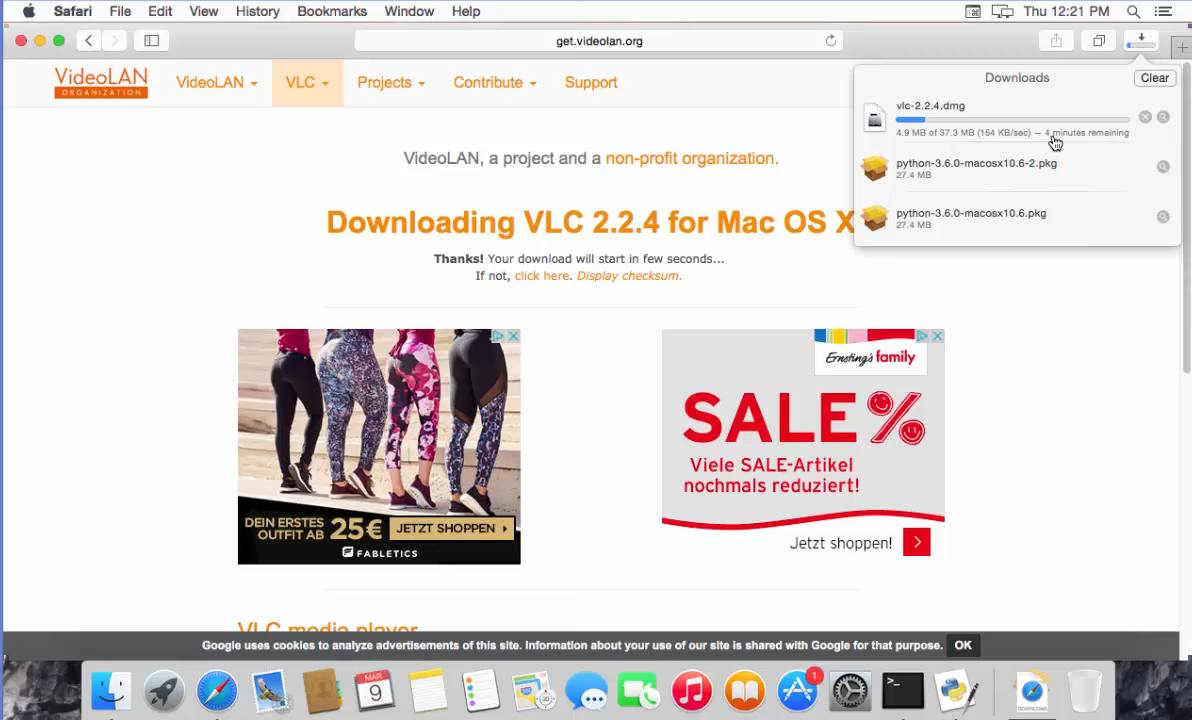 Safari File Edit View History Bookmarks Window Help Thu 12:21 PM
get.videolan.org
VideoLAN
ORGANIZATION
VideoLAN VLC Projects Contribute Support
Downloads Clear
vlc-2.2.4.dmg
4.9 MB of 37.3 MB (154 KB/sec) — 4 minutes remaining
python-3.6.0-macosx10.6-2.pkg
27.4 MB
python-3.6.0-macosx10.6.pkg
27.4 MB
VideoLAN, a project and a non-profit organization.
Downloading VLC 2.2.4 for Mac OS X
Thanks! Your download will start in few seconds...
If not, click here. Display checksum.
DEIN ERSTES
OUTFIT AB 25€ JETZT SHOPPEN
FABLETICS
Ernsting's family
SALE%
Viele SALE-Artikel
nochmals reduziert!
Jetzt shoppen!
VLC media player
Google uses cookies to analyze advertisements of this site. Information about your use of our site is shared with Google for that purpose. OK
MAR
9
1
DOWNLOAD